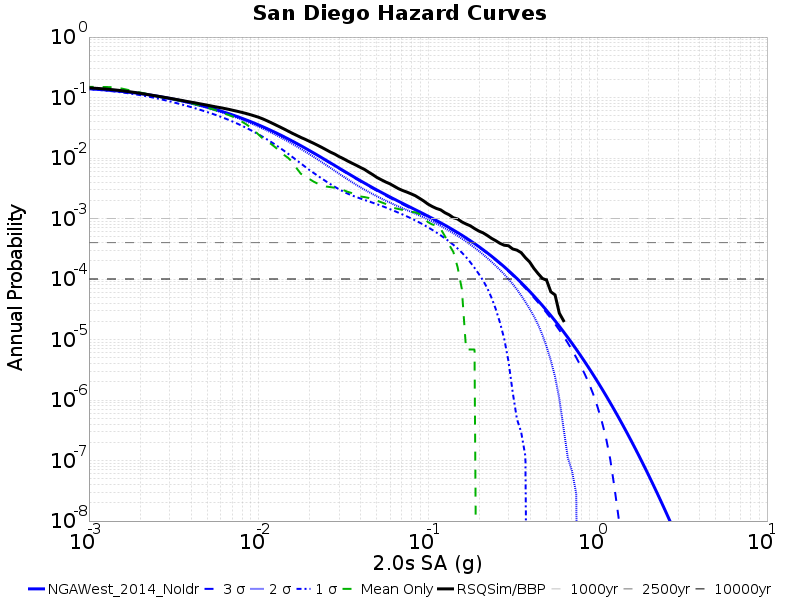 San Diego Hazard Curves
10^0
10^-1
10^-2
10^-3
10^-4
10^-5
10^-6
10^-7
10^-8
Annual Probability
10^-3 10^-2 10^-1 10^0 10^1
2.0s SA (g)
NGAWest_2014_NoIdr 3 σ 2 σ 1 σ Mean Only RSQSim/BBP 1000yr 2500yr 10000yr